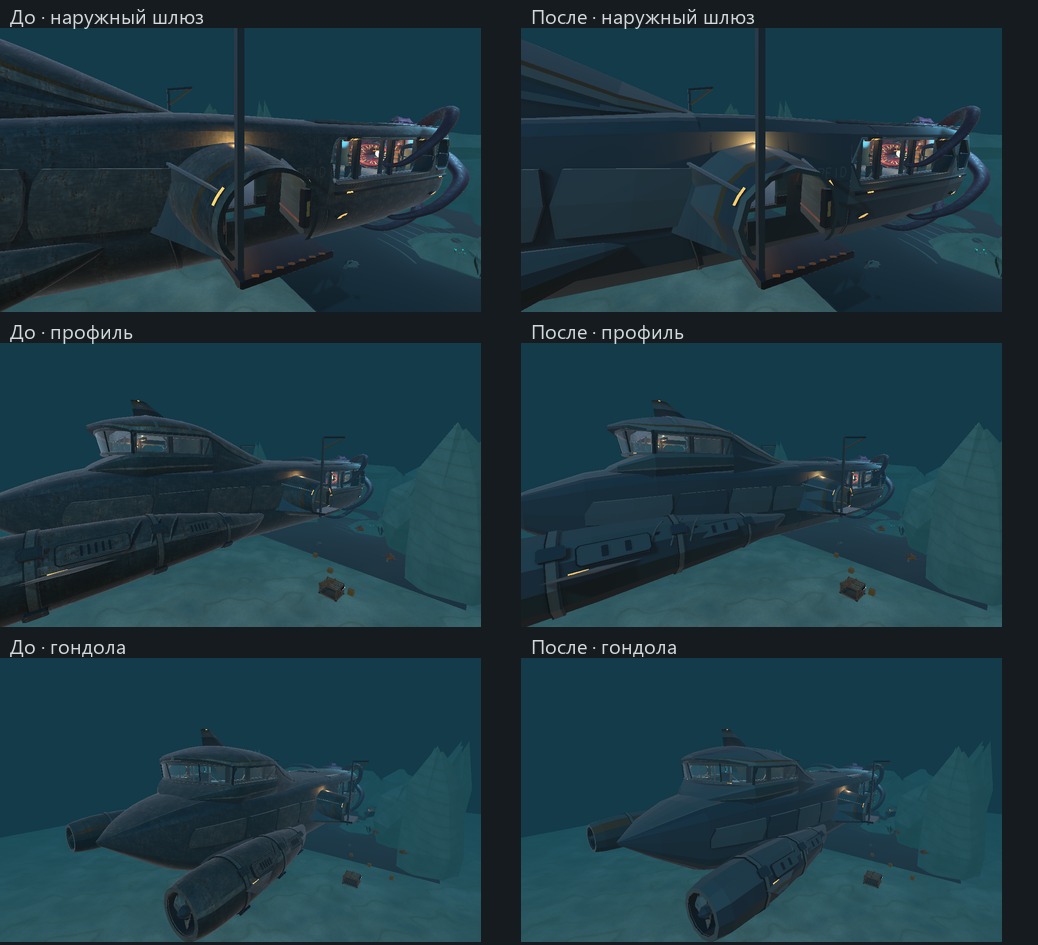 До · наружный шлюз
После · наружный шлюз
До · профиль
После · профиль
До · гондола
После · гондола